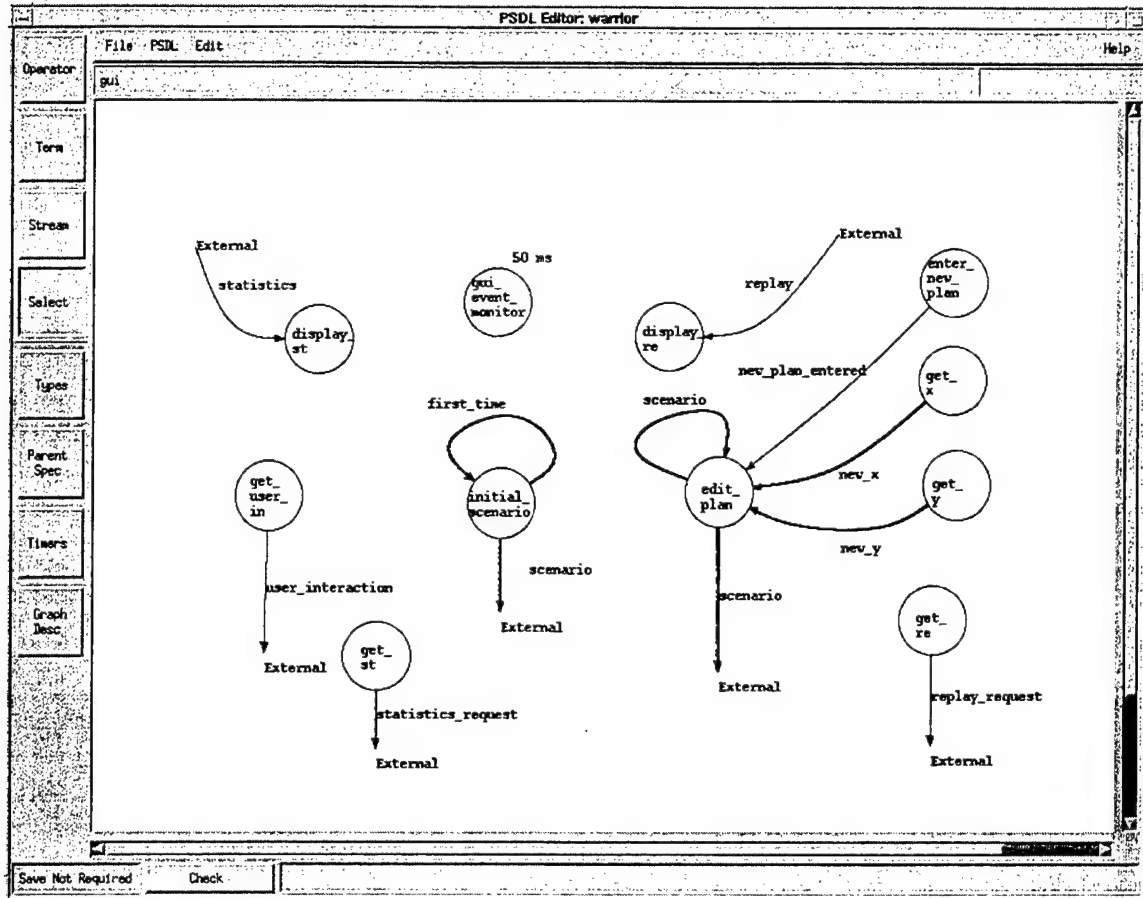 PSDL Editor: warrior
File PSDL Edit Help
gui
Operator
Term
Stream
Select
Types
Parent
Spec
Timers
Graph
Desc
External
statistics
display_
st
50 ms
gui_
event_
monitor
External
replay
display_
re
enter_
new_
plan
new_plan_entered
get_
x
new_x
get_
y
new_y
first_time
initial_
scenario
scenario
External
scenario
edit_
plan
scenario
External
get_
user_
in
user_interaction
External
get_
st
statistics_request
External
get_
re
replay_request
External
Save Not Required Check